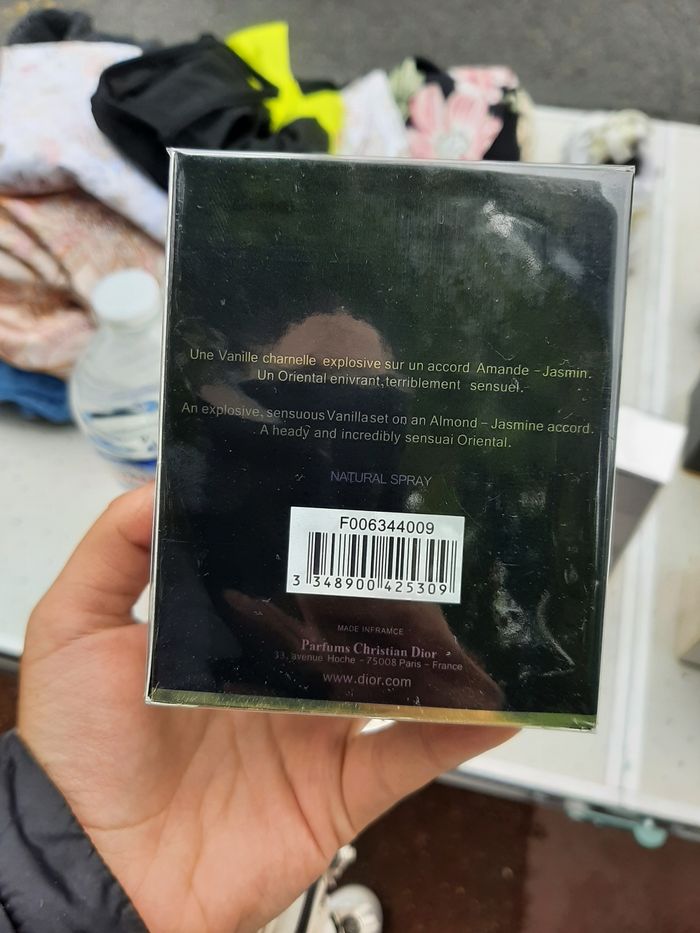 Une Vanille charnelle explosive sur un accord Amande - Jasmin.
Un Oriental enivrant, terriblement sensuel.
An explosive, sensuous Vanilla set on an Almond - Jasmine accord.
A heady and incredibly sensuai Oriental.
NATURAL SPRAY
F006344009
3 348900 425309
MADE INFRAMCE
Parfums Christian Dior
33, avenue Hoche - 75008 Paris - France
www.dior.com